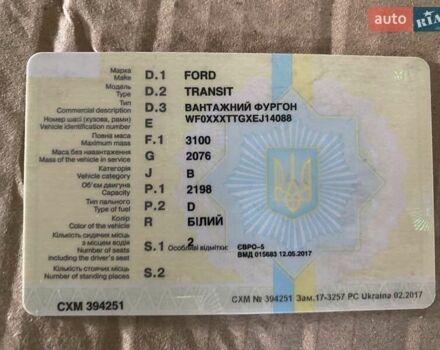 auto RIA
Марка
Make D.1 FORD
Модель
Type D.2 TRANSIT
Тип
Commercial description D.3 ВАНТАЖНИЙ ФУРГОН
Номер шасі (кузова, рами)
Vehicle identification number E WF0XXXTTGXEJ14088
Повна маса
Maximum mass F.1 3100
Маса без навантаження
Mass of the vehicle in service G 2076
Категорія
Vehicle category J B
Об'єм двигуна
Capacity P.1 2198
Тип пального
Type of fuel P.2 D
Колір
Color of the vehicle R БІЛИЙ
Кількість сидячих місць
з місцем водія
Number of seats
including the driver's seat S.1 2
Особливі відмітки: ЄВРО-5
ВМД 015683 12.05.2017
Кількість стоячих місць
Number of standing places S.2
СХМ 394251
СХМ № 394251 Зам.17-3257 PC Ukraina 02.2017